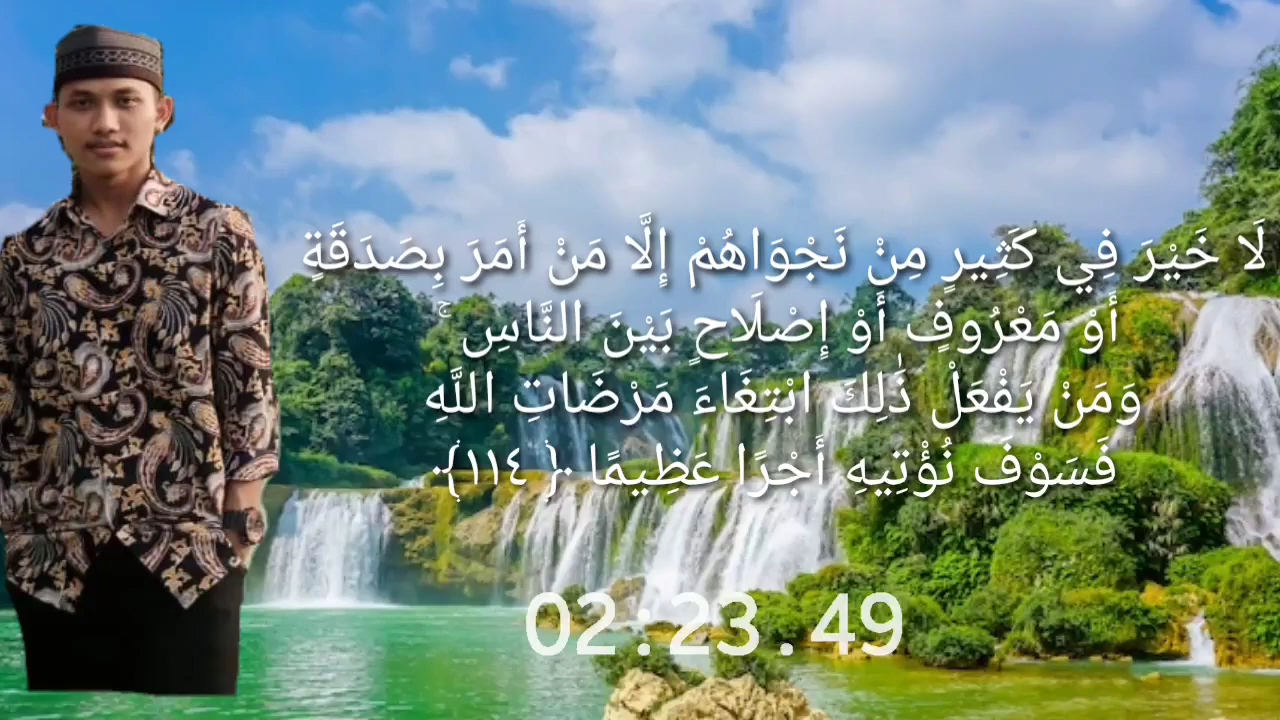 لَا خَيْرَ فِي كَثِيرٍ مِنْ نَجْوَاهُمْ إِلَّا مَنْ أَمَرَ بِصَدَقَةٍ
أَوْ مَعْرُوفٍ أَوْ إِصْلَاحٍ بَيْنَ النَّاسِ ۚ
وَمَنْ يَفْعَلْ ذَٰلِكَ ابْتِغَاءَ مَرْضَاتِ اللَّهِ
فَسَوْفَ نُؤْتِيهِ أَجْرًا عَظِيمًا ﴿١١٤﴾
02.23.49